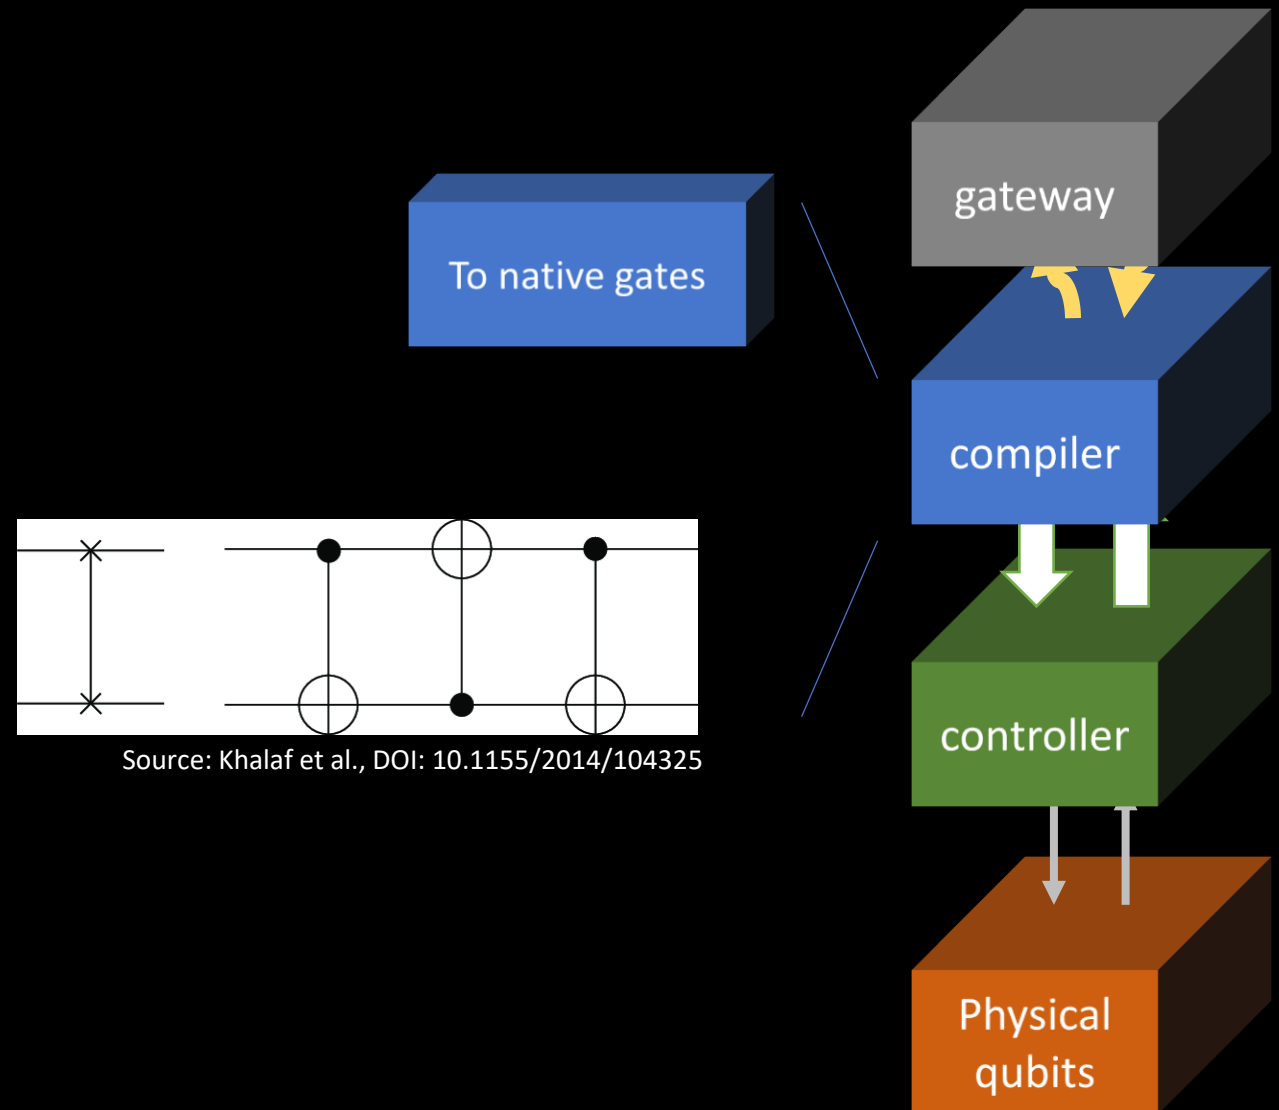 gateway
To native gates
compiler
controller
Source: Khalaf et al., DOI: 10.1155/2014/104325
Physical
qubits